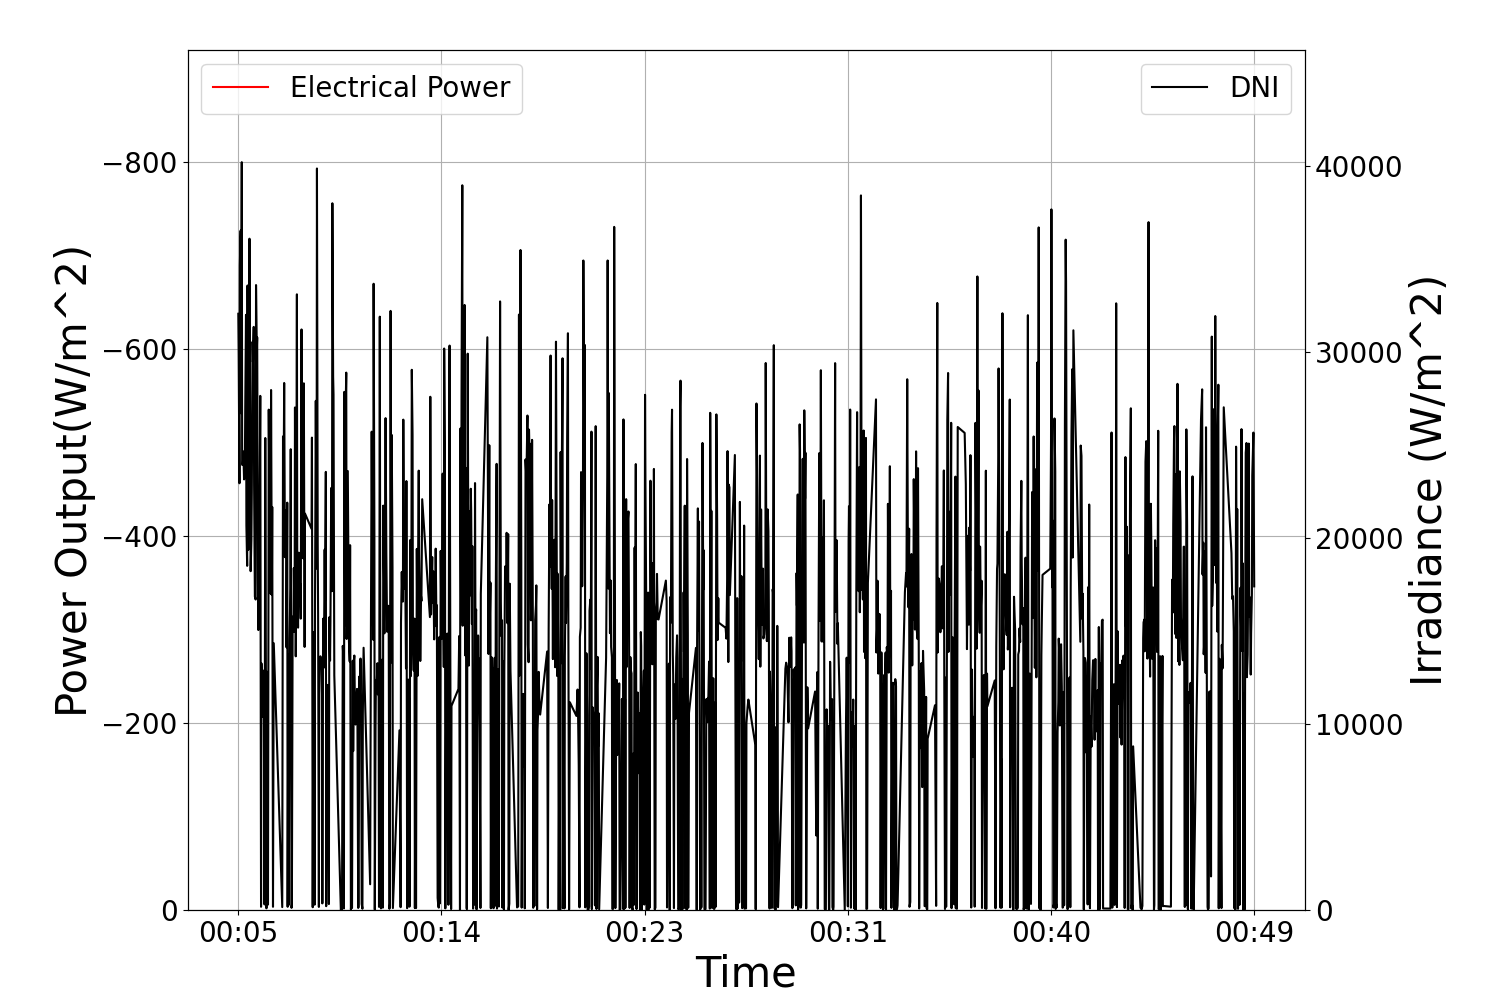 Electrical Power
DNI
Power Output(W/m^2)
−800
−600
−400
−200
0
40000
30000
20000
10000
0
Irradiance (W/m^2)
00:05 00:14 00:23 00:31 00:40 00:49
Time